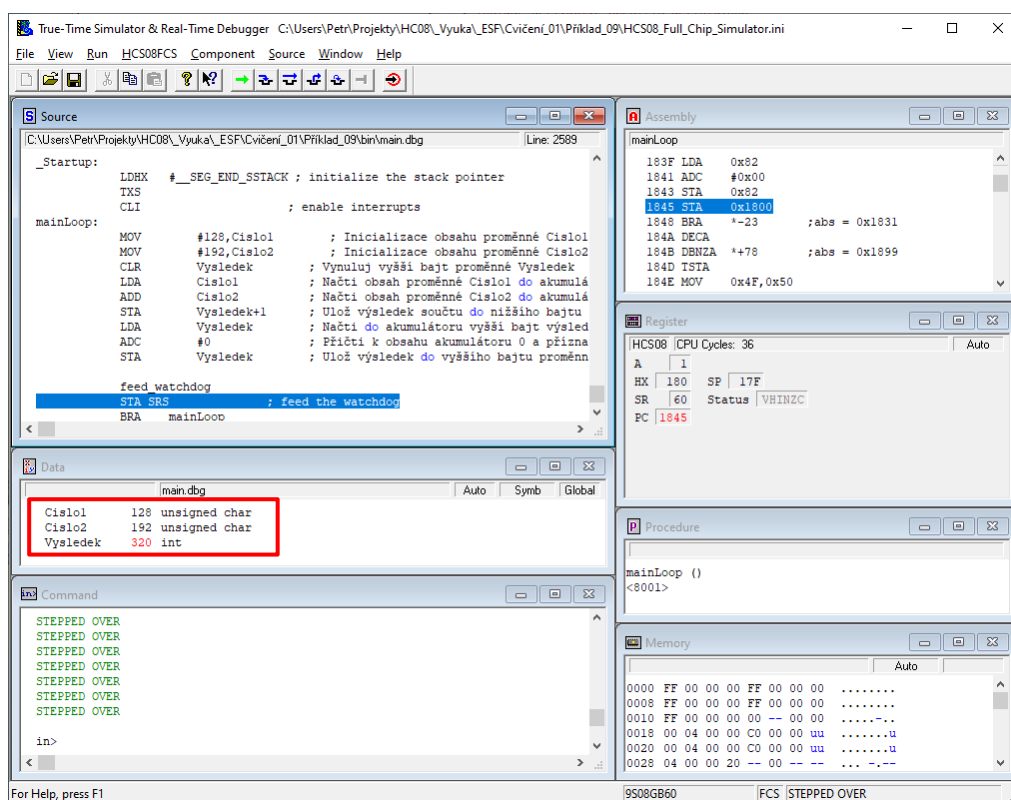 True-Time Simulator & Real-Time Debugger C:\Users\Petr\Projekty\HC08\_Vyuka\_ESF\Cvičení_01\Příklad_09\HCS08_Full_Chip_Simulator.ini
File View Run HCS08FCS Component Source Window Help
Source
C:\Users\Petr\Projekty\HC08\_Vyuka\_ESF\Cvičení_01\Příklad_09\bin\main.dbg Line: 2589
_Startup:
LDHX #__SEG_END_SSTACK ; initialize the stack pointer
TXS
CLI ; enable interrupts
mainLoop:
MOV #128,Cislo1 ; Inicializace obsahu proměnné Cislo1
MOV #192,Cislo2 ; Inicializace obsahu proměnné Cislo2
CLR Vysledek ; Vynuluj vyšší bajt proměnné Vysledek
LDA Cislo1 ; Načti obsah proměnné Cislo1 do akumulá
ADD Cislo2 ; Načti obsah proměnné Cislo2 do akumulá
STA Vysledek+1 ; Ulož výsledek součtu do nižšího bajtu
LDA Vysledek ; Načti do akumulátoru vyšší bajt výsled
ADC #0 ; Přičti k obsahu akumulátoru 0 a přízna
STA Vysledek ; Ulož výsledek do vyššího bajtu proměnn
feed_watchdog
STA SRS ; feed the watchdog
BRA mainLoop
Data
main.dbg Auto Symb Global
Cislo1 128 unsigned char
Cislo2 192 unsigned char
Vysledek 320 int
Command
STEPPED OVER
STEPPED OVER
STEPPED OVER
STEPPED OVER
STEPPED OVER
STEPPED OVER
STEPPED OVER
in>
Assembly
mainLoop
183F LDA 0x82
1841 ADC #0x00
1843 STA 0x82
1845 STA 0x1800
1848 BRA *-23 ;abs = 0x1831
184A DECA
184B DBNZA *+78 ;abs = 0x1899
184D TSTA
184E MOV 0x4F,0x50
Register
HCS08 CPU Cycles: 36 Auto
A 1
HX 180 SP 17F
SR 60 Status VHINZC
PC 1845
Procedure
mainLoop ()
<8001>
Memory
Auto
0000 FF 00 00 00 FF 00 00 00 ........
0008 FF 00 00 00 FF 00 00 00 ........
0010 FF 00 00 00 00 -- 00 00 .....-..
0018 00 04 00 00 C0 00 00 uu .......u
0020 00 04 00 00 C0 00 00 uu .......u
0028 04 00 00 20 -- 00 -- -- ... -.--
For Help, press F1 9S08GB60 FCS STEPPED OVER